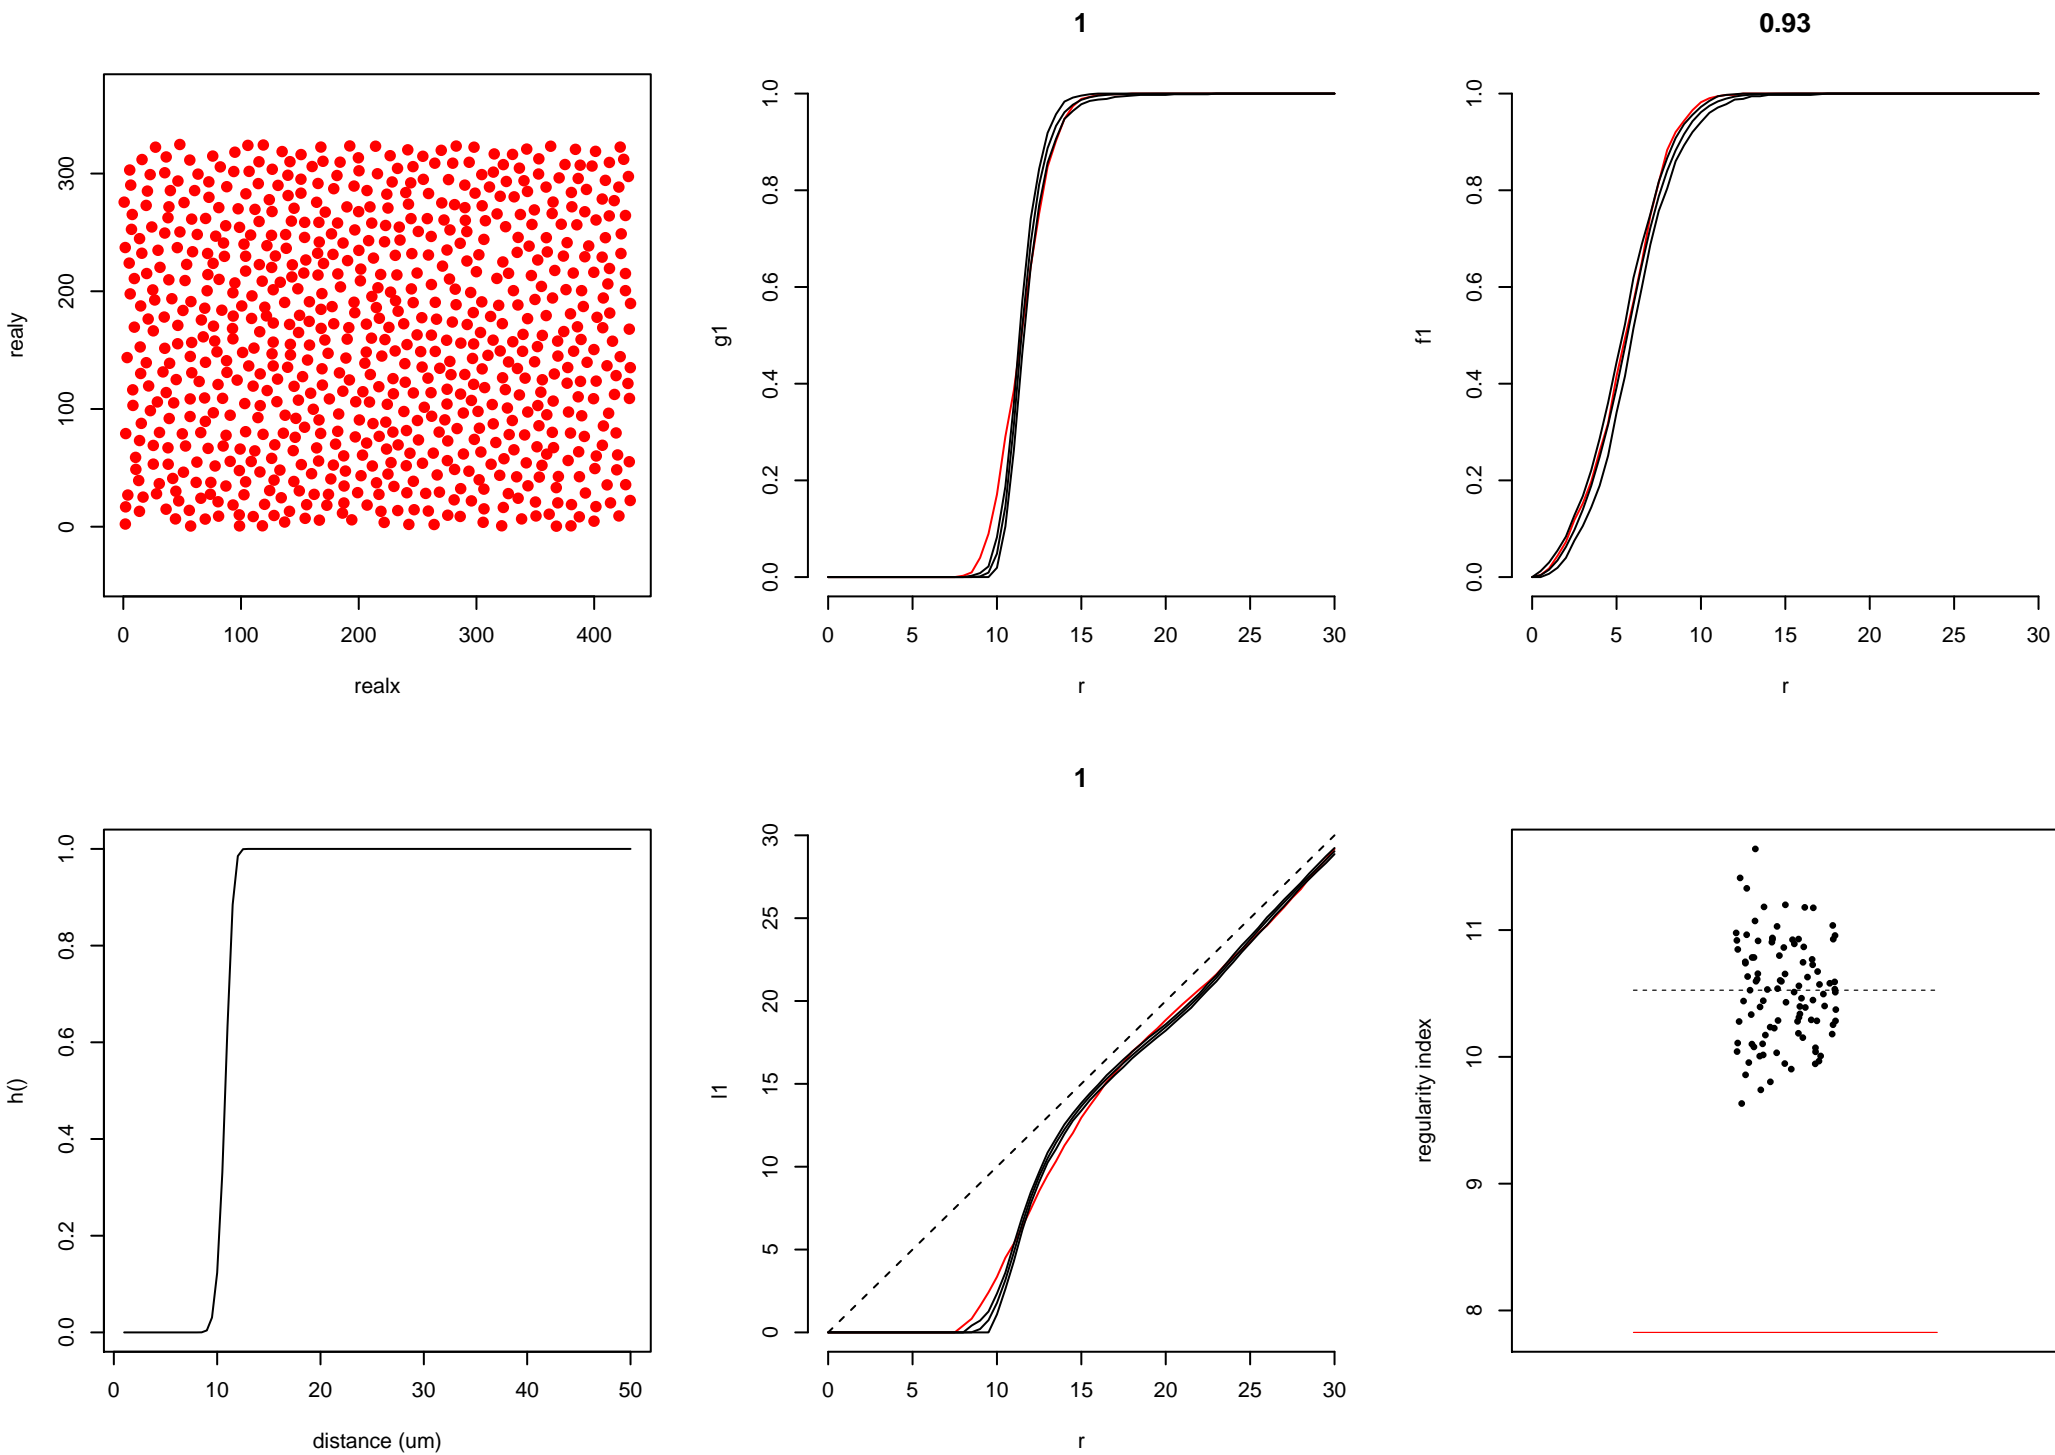 1
0.93
realy
0 100 200 300
0 100 200 300 400
realx
g1
0.0 0.2 0.4 0.6 0.8 1.0
0 5 10 15 20 25 30
r
f1
0.0 0.2 0.4 0.6 0.8 1.0
0 5 10 15 20 25 30
r
1
h()
0.0 0.2 0.4 0.6 0.8 1.0
0 10 20 30 40 50
distance (um)
l1
0 5 10 15 20 25 30
0 5 10 15 20 25 30
r
regularity index
8 9 10 11